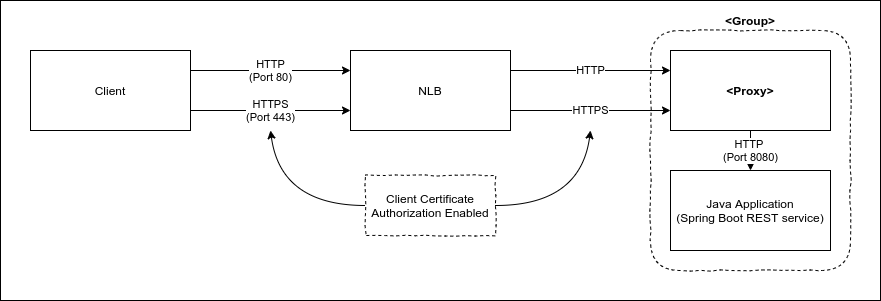 <Group>
Client
HTTP
(Port 80)
HTTPS
(Port 443)
NLB
HTTP
HTTPS
<Proxy>
HTTP
(Port 8080)
Client Certificate
Authorization Enabled
Java Application
(Spring Boot REST service)